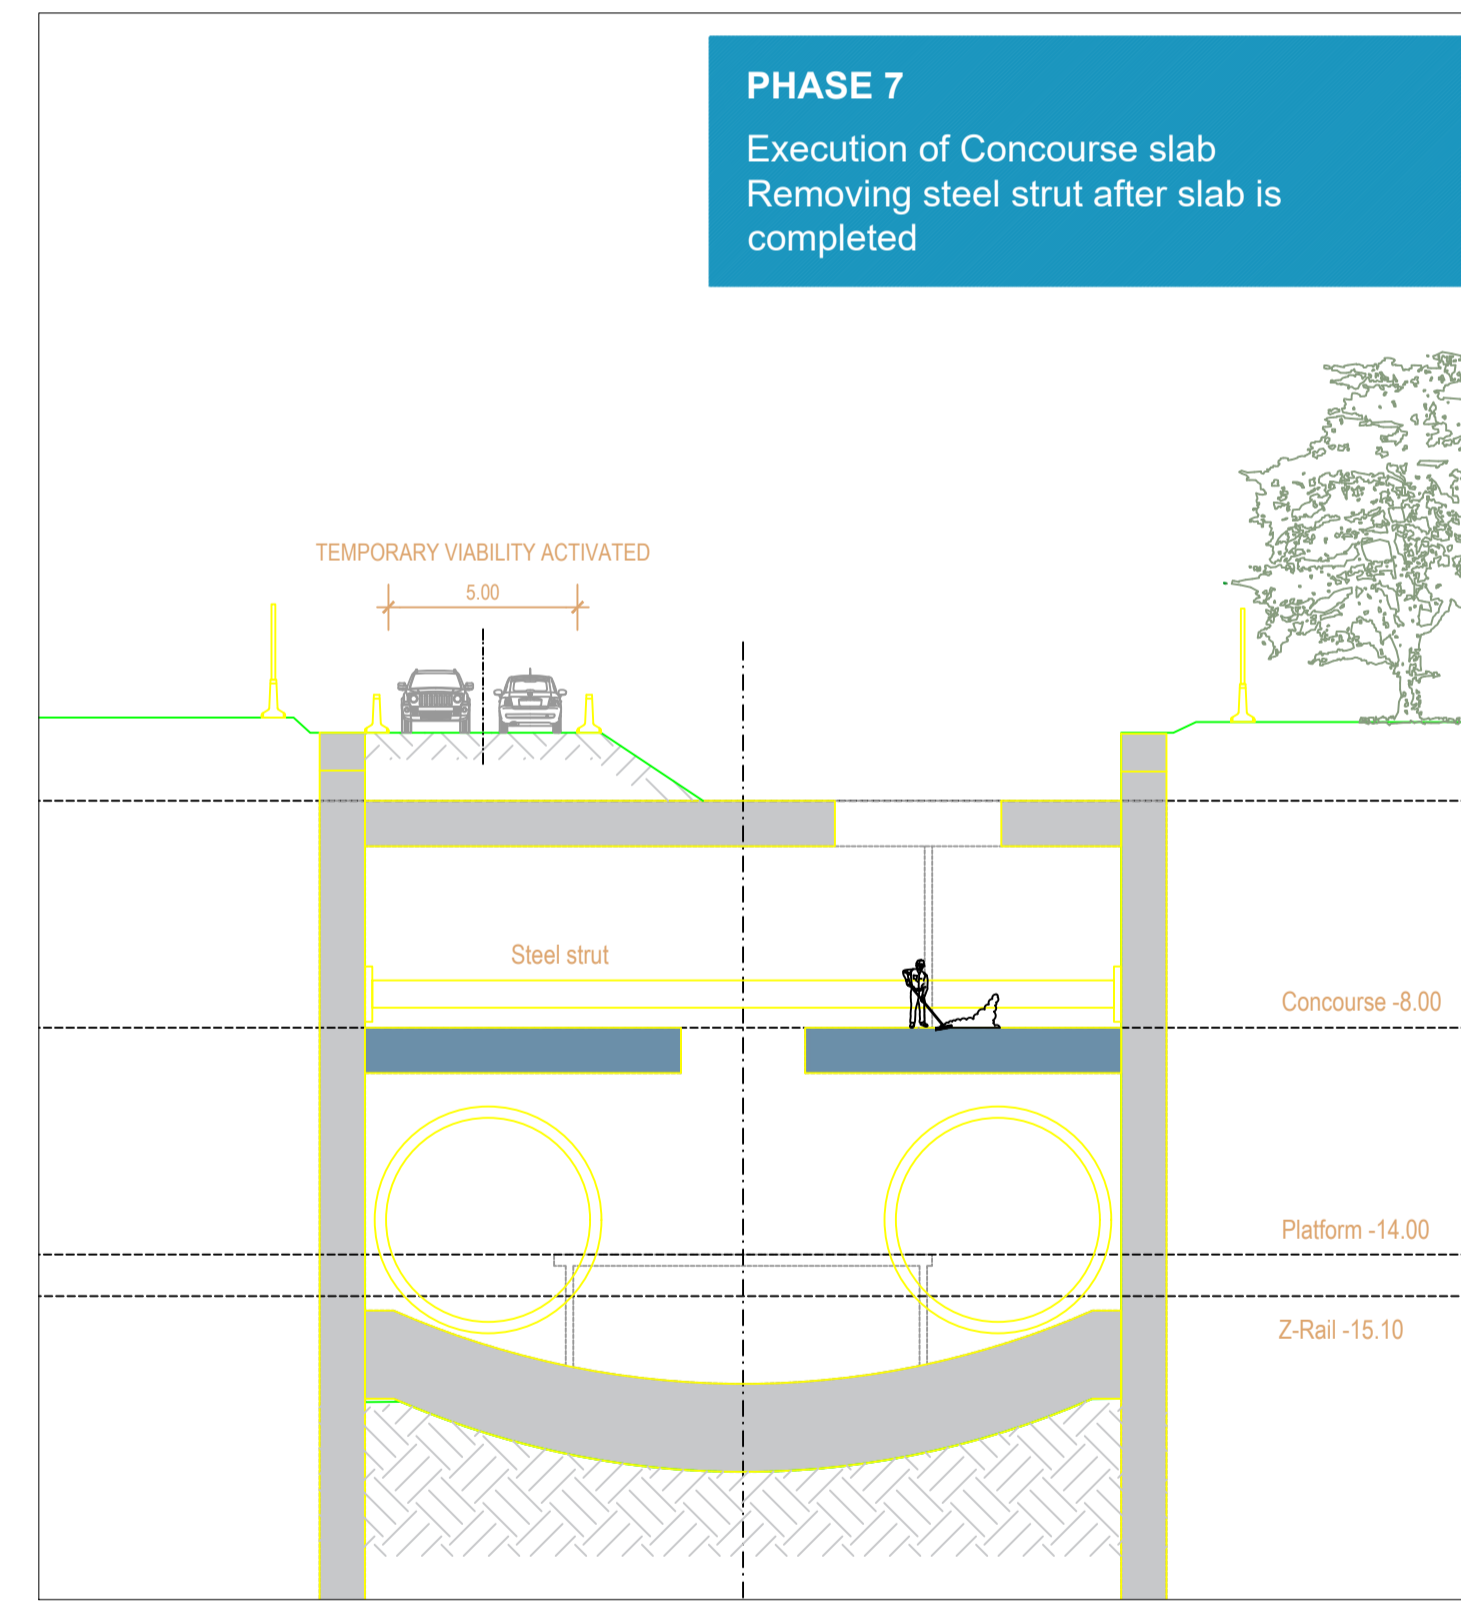 PHASE 7
Execution of Concourse slab
Removing steel strut after slab is
completed
TEMPORARY VIABILITY ACTIVATED
5.00
Steel strut
Concourse -8.00
Platform -14.00
Z-Rail -15.10